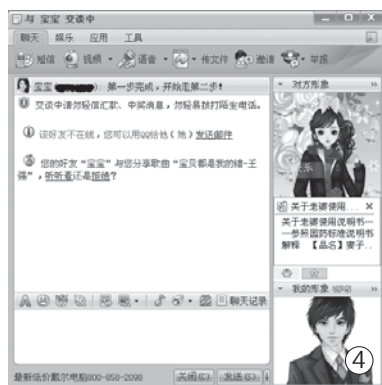 与 宝宝 交谈中
聊天 娱乐 应用 工具
短信 视频 语音 传文件 邀请 举报
宝宝 ): 第一步完成，开始走第二步!
交谈中请勿轻信汇款、中奖消息，勿轻易拨打陌生电话。
该好友不在线，您可以用QQ给他(她)发送邮件
您的好友“宝宝”与您分享歌曲“宝贝都是我的错-王
强”，听听看还是拒绝?
聊天记录
最新低价戴尔电脑800-858-2098
关闭(C) 发送(S)
对方形象
关于老婆使用...
关于老婆使用说明书一
一参照国防标准说明书
解释 【品名】妻子..
我的形象
④